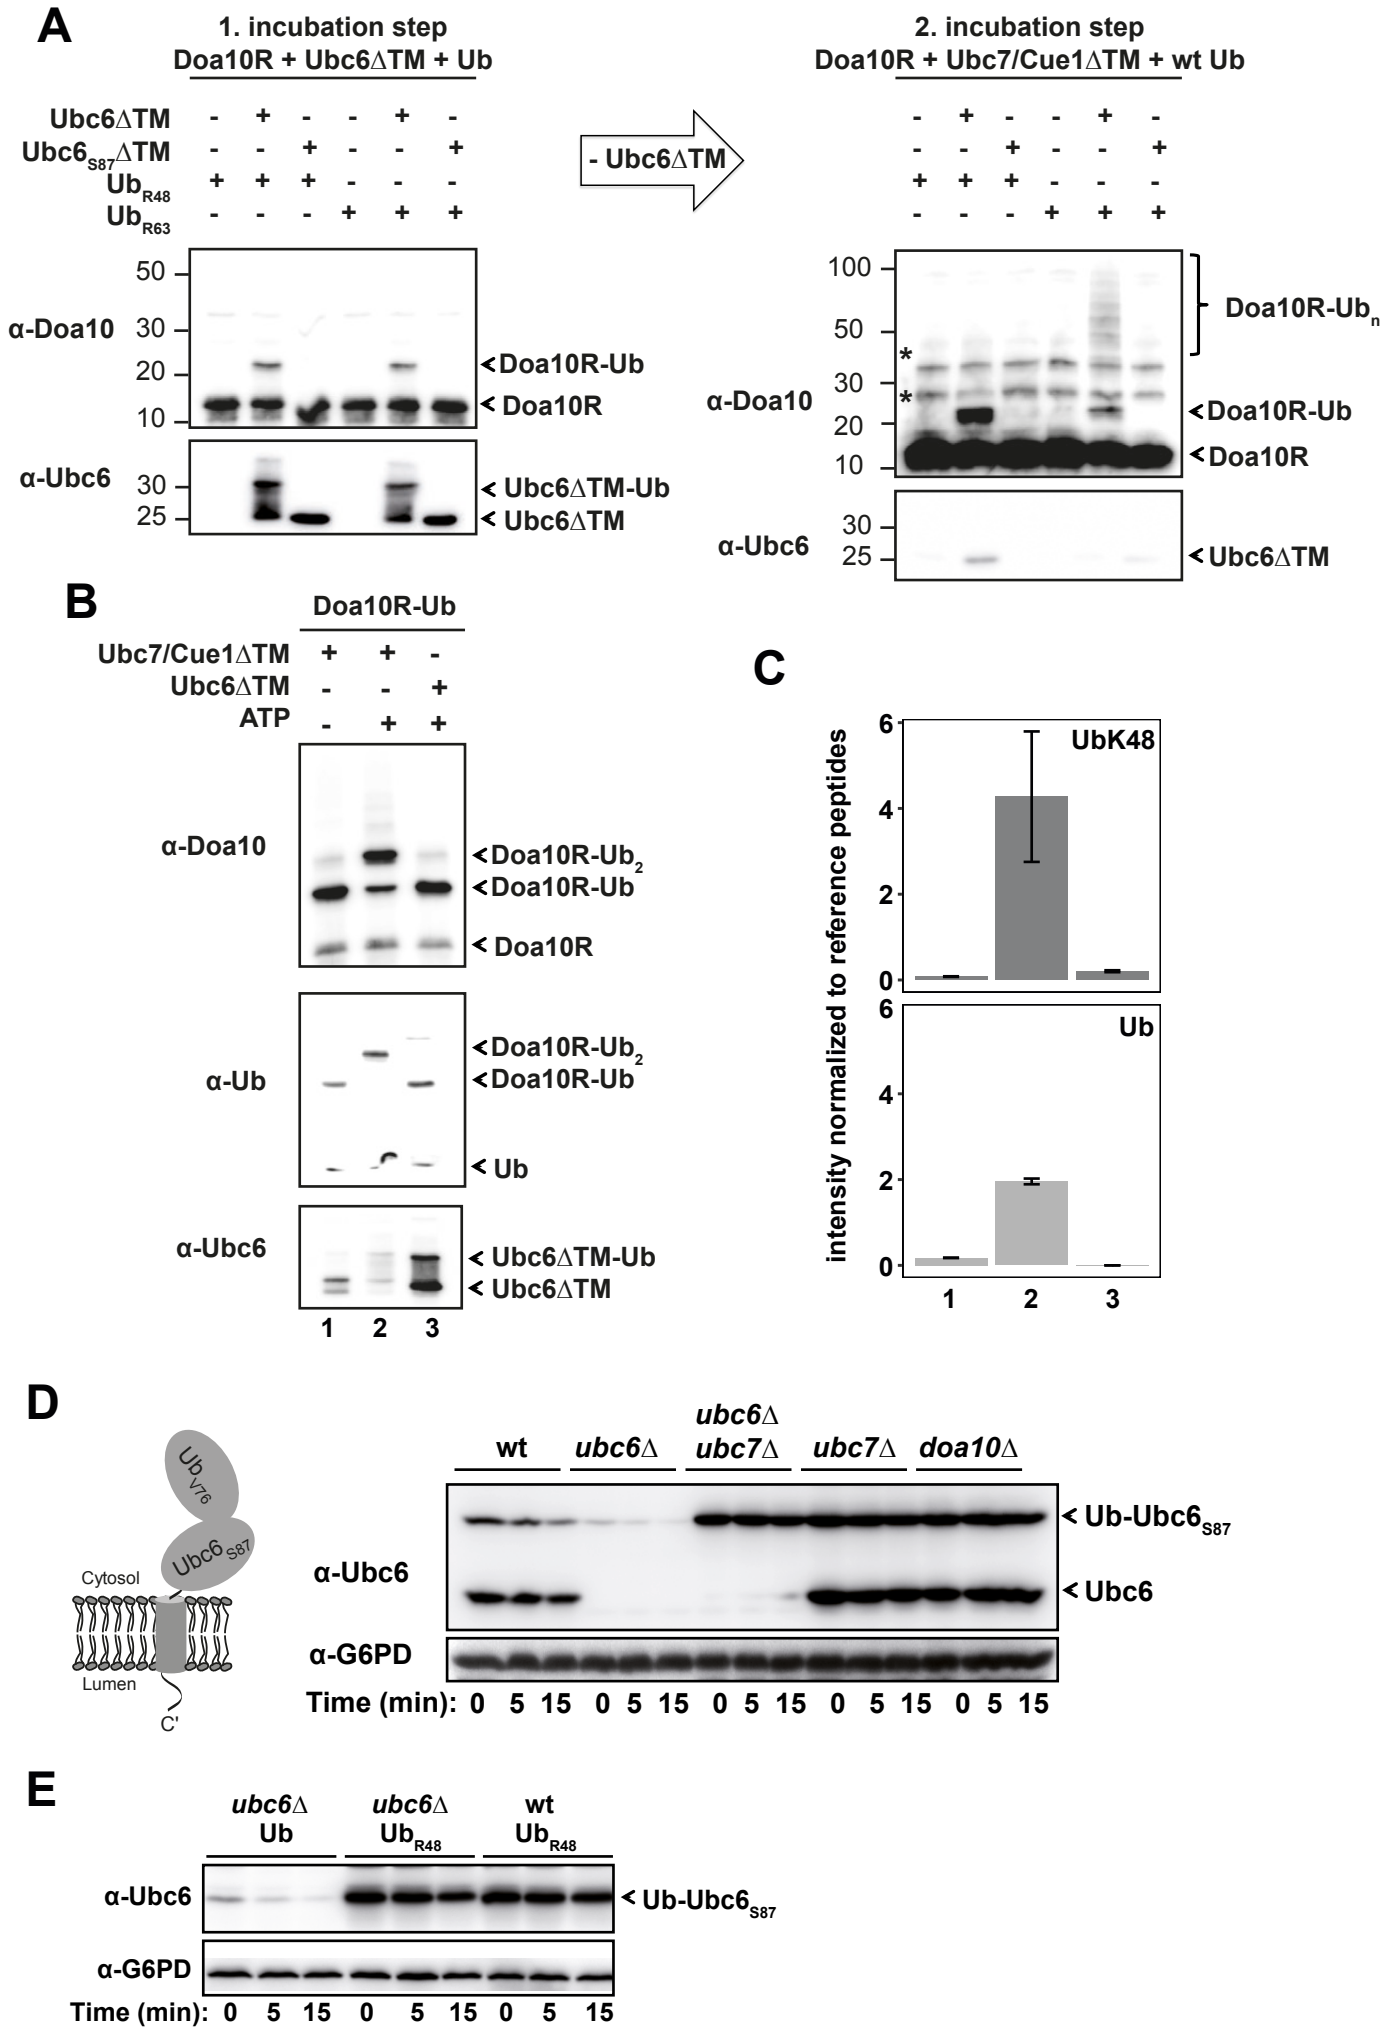 A
1. incubation step
Doa10R + Ubc6ΔTM + Ub
2. incubation step
Doa10R + Ubc7/Cue1ΔTM + wt Ub
Ubc6ΔTM - + - - + - - + - - + -
Ubc6S87ΔTM - - + - - + - - + - - +
UbR48 + + + - - - + + + - - -
UbR63 - - - + + + - - - + + +
- Ubc6ΔTM
α-Doa10
50
30
20
10
Doa10R-Ub
Doa10R
α-Ubc6
30
25
Ubc6ΔTM-Ub
Ubc6ΔTM
α-Doa10
100
50
*
30
*
20
10
Doa10R-Ubn
Doa10R-Ub
Doa10R
α-Ubc6
30
25
Ubc6ΔTM
B
Doa10R-Ub
Ubc7/Cue1ΔTM + + -
Ubc6ΔTM - - +
ATP - + +
α-Doa10
Doa10R-Ub2
Doa10R-Ub
Doa10R
α-Ub
Doa10R-Ub2
Doa10R-Ub
Ub
α-Ubc6
Ubc6ΔTM-Ub
Ubc6ΔTM
1 2 3
C
intensity normalized to reference peptides
6
4
2
0
UbK48
6
4
2
0
Ub
1 2 3
D
UbV76
Ubc6S87
Cytosol
Lumen
C'
wt
ubc6Δ
ubc6Δ
ubc7Δ
ubc7Δ
doa10Δ
α-Ubc6
Ub-Ubc6S87
Ubc6
α-G6PD
Time (min): 0 5 15 0 5 15 0 5 15 0 5 15 0 5 15
E
ubc6Δ
Ub
ubc6Δ
UbR48
wt
UbR48
α-Ubc6
Ub-Ubc6S87
α-G6PD
Time (min): 0 5 15 0 5 15 0 5 15